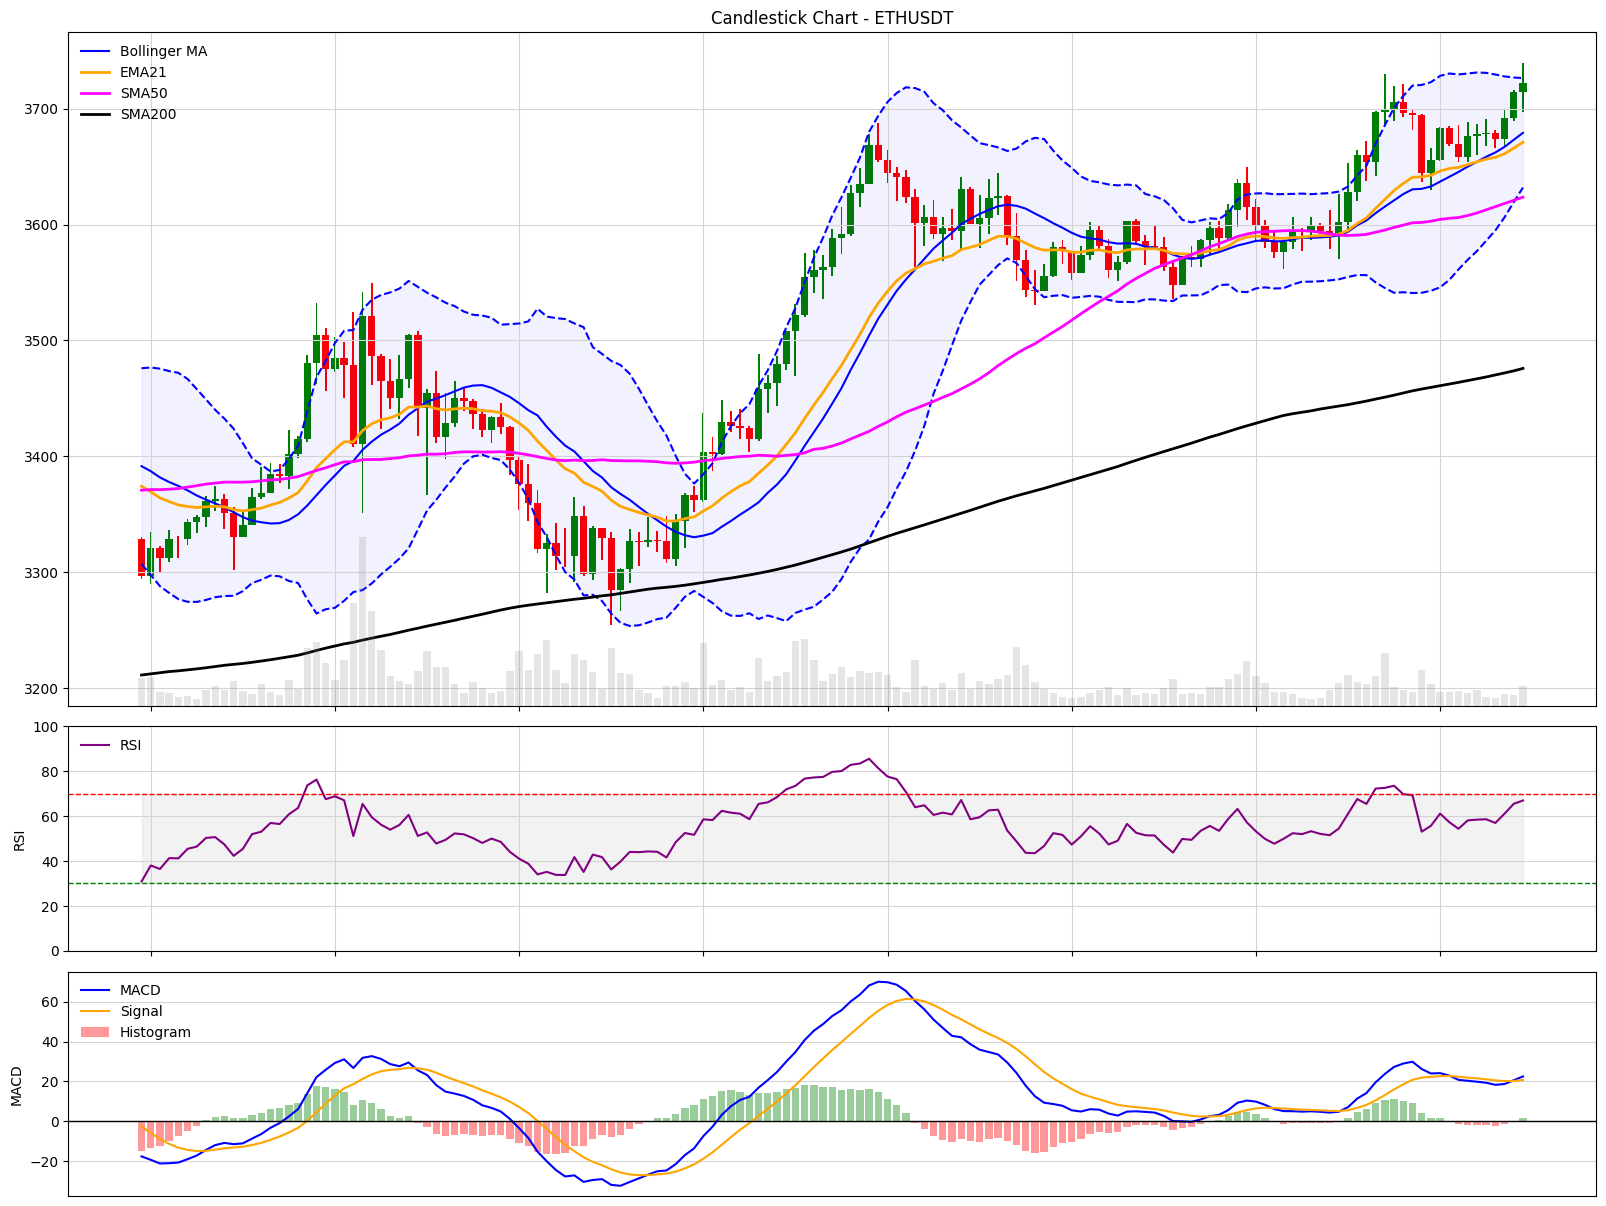 Candlestick Chart - ETHUSDT
Bollinger MA
EMA21
SMA50
SMA200
3700
3600
3500
3400
3300
3200
RSI
100
80
60
40
20
0
RSI
MACD
Signal
Histogram
60
40
20
0
−20
MACD